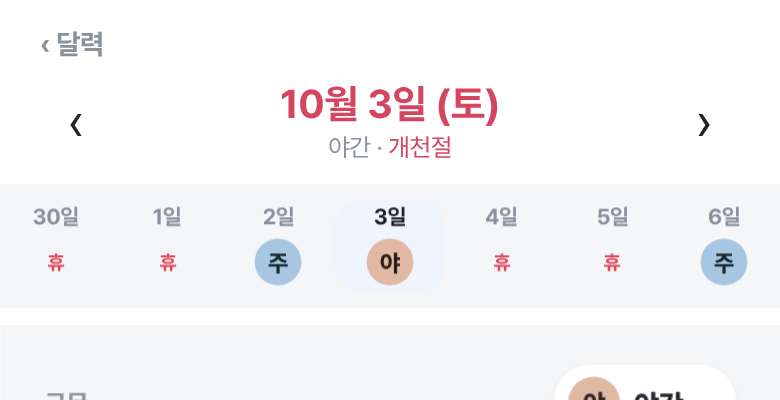 ‹ 달력
‹ 10월 3일 (토) ›
야간 · 개천절
30일 1일 2일 3일 4일 5일 6일
휴 휴 주 야 휴 휴 주